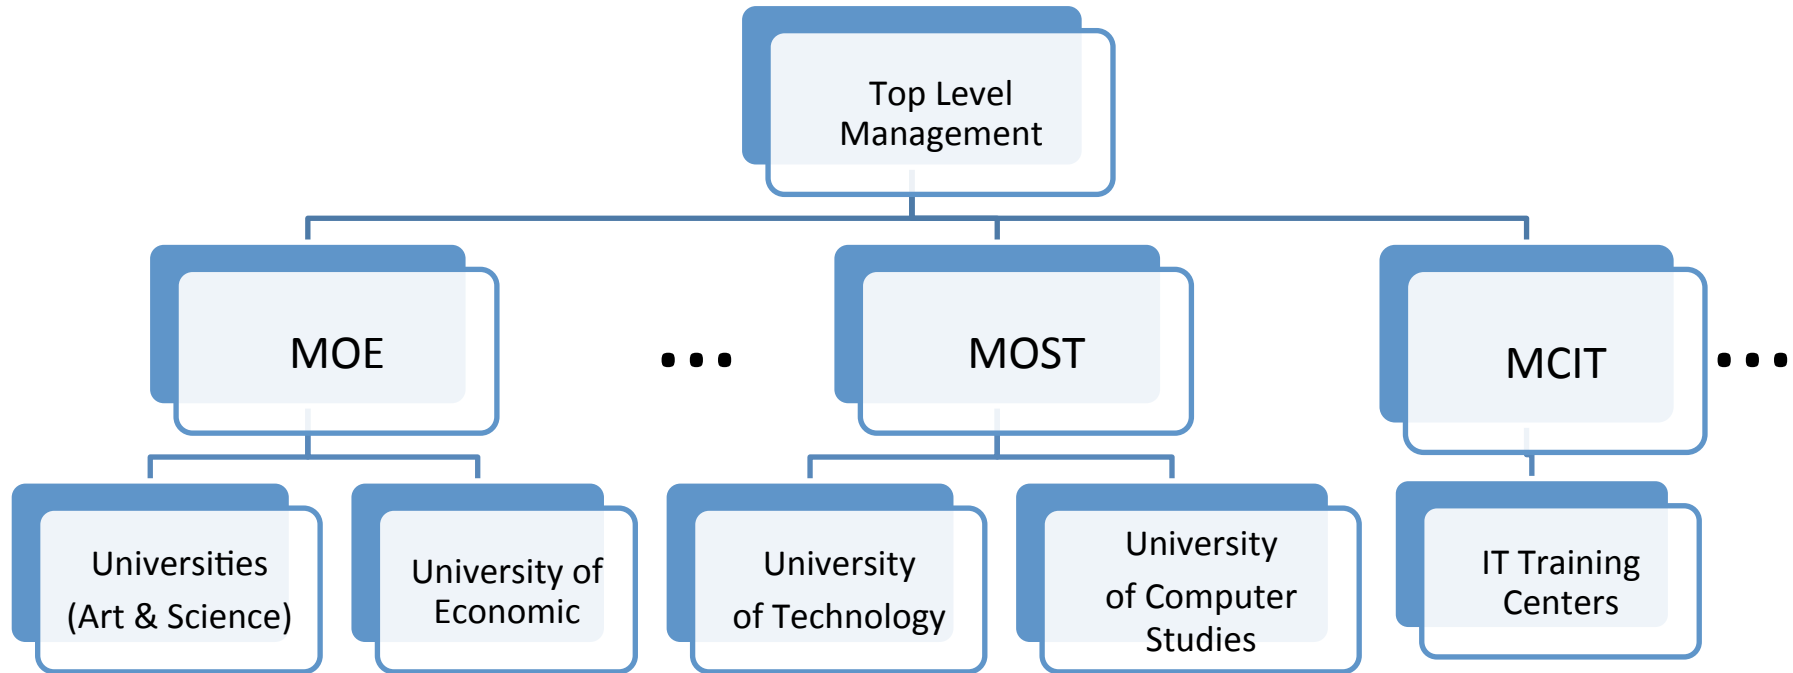 Top Level
Management
MOE
...
MOST
MCIT
...
Universities
(Art & Science)
University of
Economic
University
of Technology
University
of Computer
Studies
IT Training
Centers